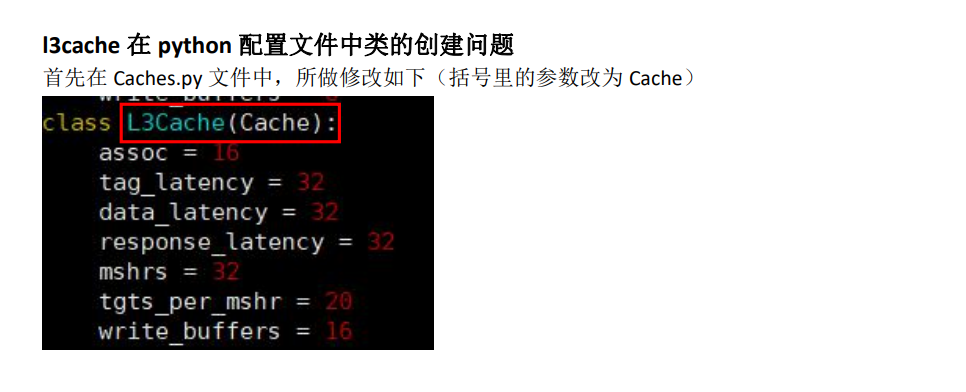 l3cache 在 python 配置文件中类的创建问题
首先在 Caches.py 文件中，所做修改如下（括号里的参数改为 Cache）
class L3Cache(Cache):
assoc = 16
tag_latency = 32
data_latency = 32
response_latency = 32
mshrs = 32
tgts_per_mshr = 20
write_buffers = 16